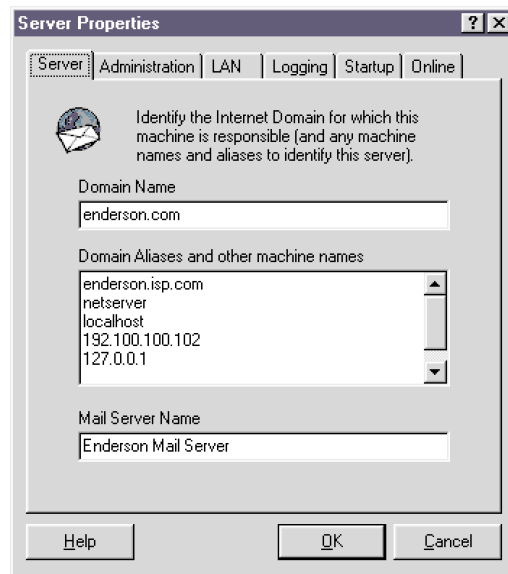 Server Properties
Server Administration LAN Logging Startup Online
Identify the Internet Domain for which this
machine is responsible (and any machine
names and aliases to identify this server).
Domain Name
enderson.com
Domain Aliases and other machine names
enderson.isp.com
netserver
localhost
192.100.100.102
127.0.0.1
Mail Server Name
Enderson Mail Server
Help OK Cancel